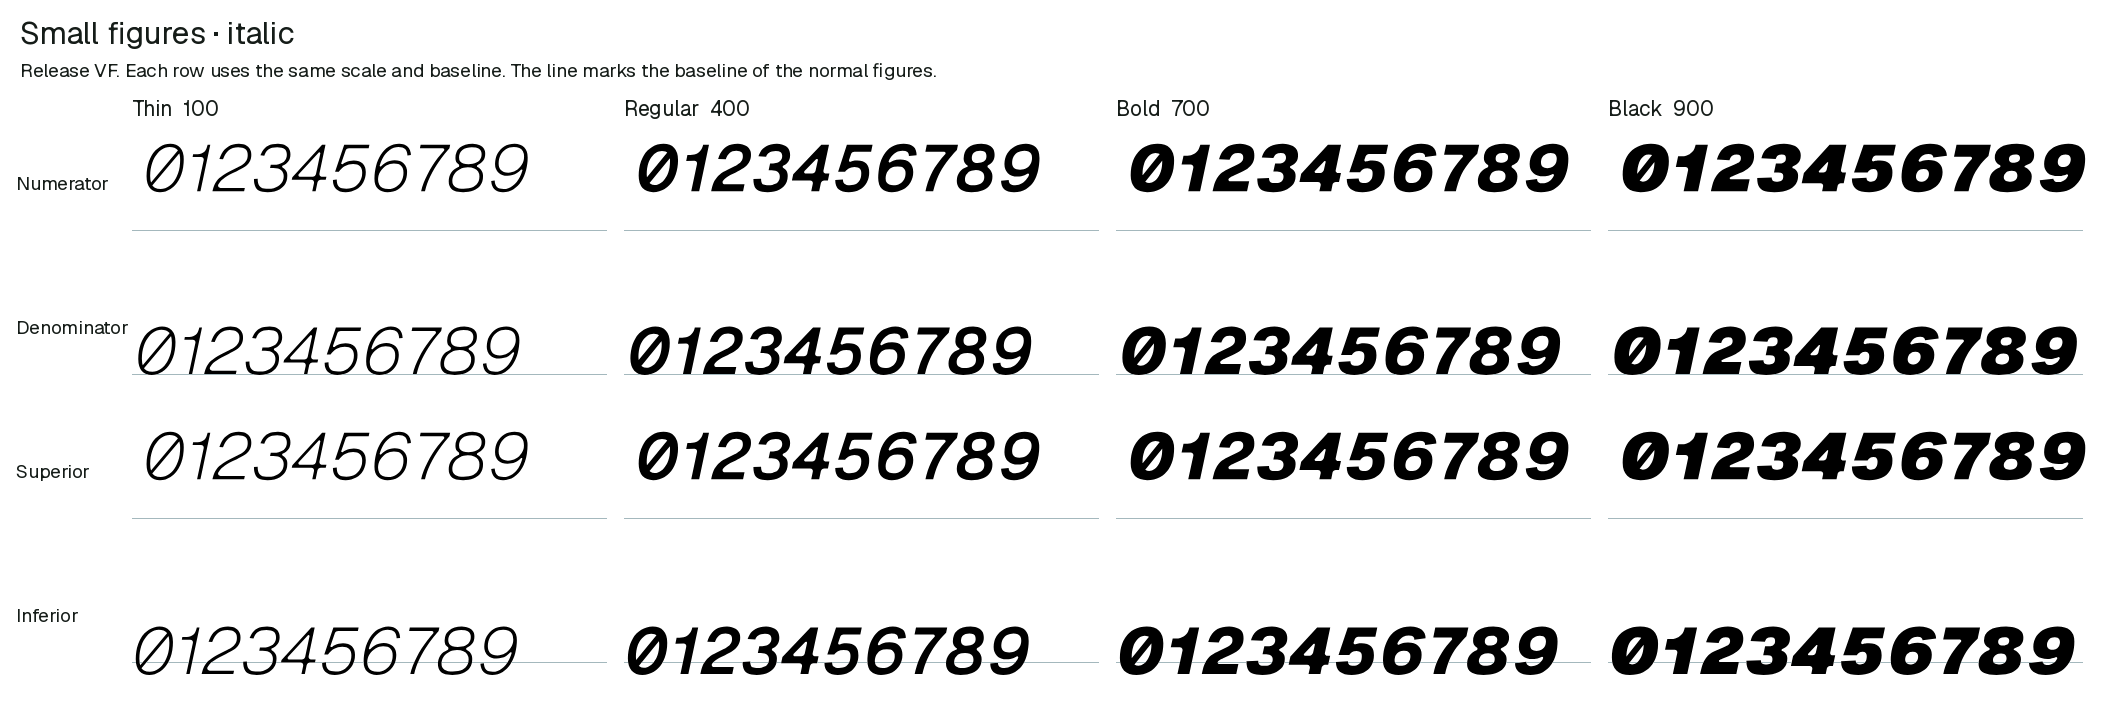 Small figures · italic
Release VF. Each row uses the same scale and baseline. The line marks the baseline of the normal figures.
Thin 100 Regular 400 Bold 700 Black 900
Numerator 0123456789 0123456789 0123456789 0123456789
Denominator 0123456789 0123456789 0123456789 0123456789
Superior 0123456789 0123456789 0123456789 0123456789
Inferior 0123456789 0123456789 0123456789 0123456789